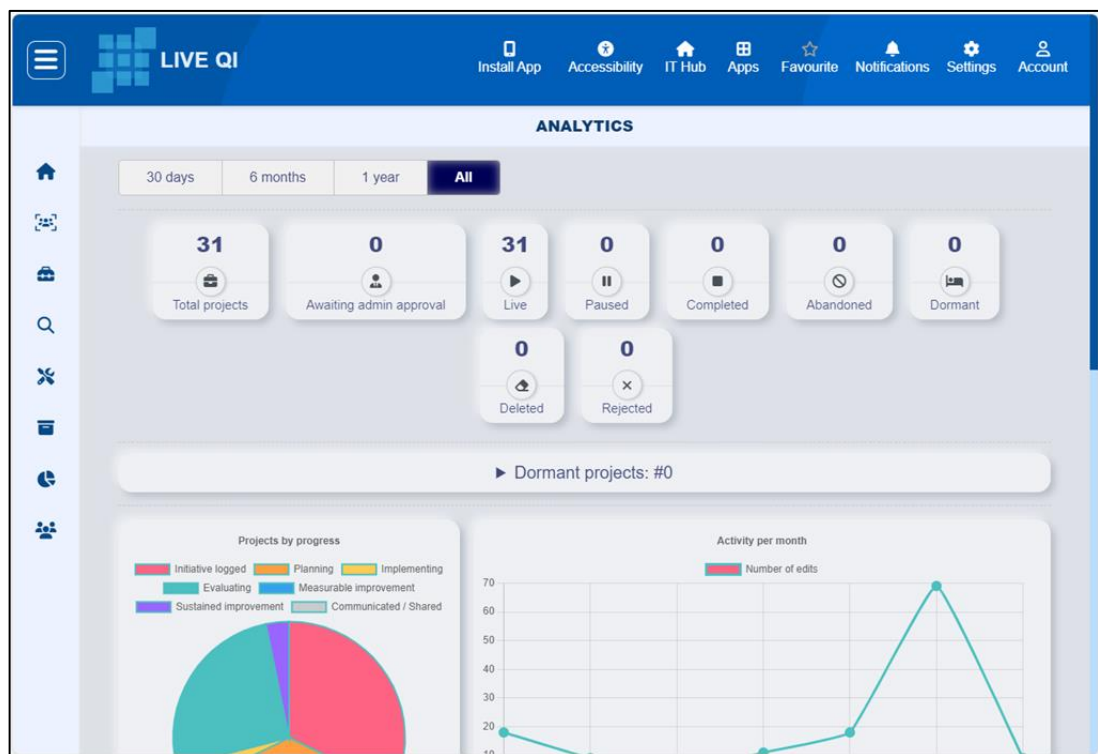 LIVE QI
Install App
Accessibility
IT Hub
Apps
Favourite
Notifications
Settings
Account
ANALYTICS
30 days
6 months
1 year
All
31
Total projects
0
Awaiting admin approval
31
Live
0
Paused
0
Completed
0
Abandoned
0
Dormant
0
Deleted
0
Rejected
Dormant projects: #0
Projects by progress
Initiative logged
Planning
Implementing
Evaluating
Measurable improvement
Sustained improvement
Communicated / Shared
Activity per month
Number of edits
70
60
50
40
30
20
10